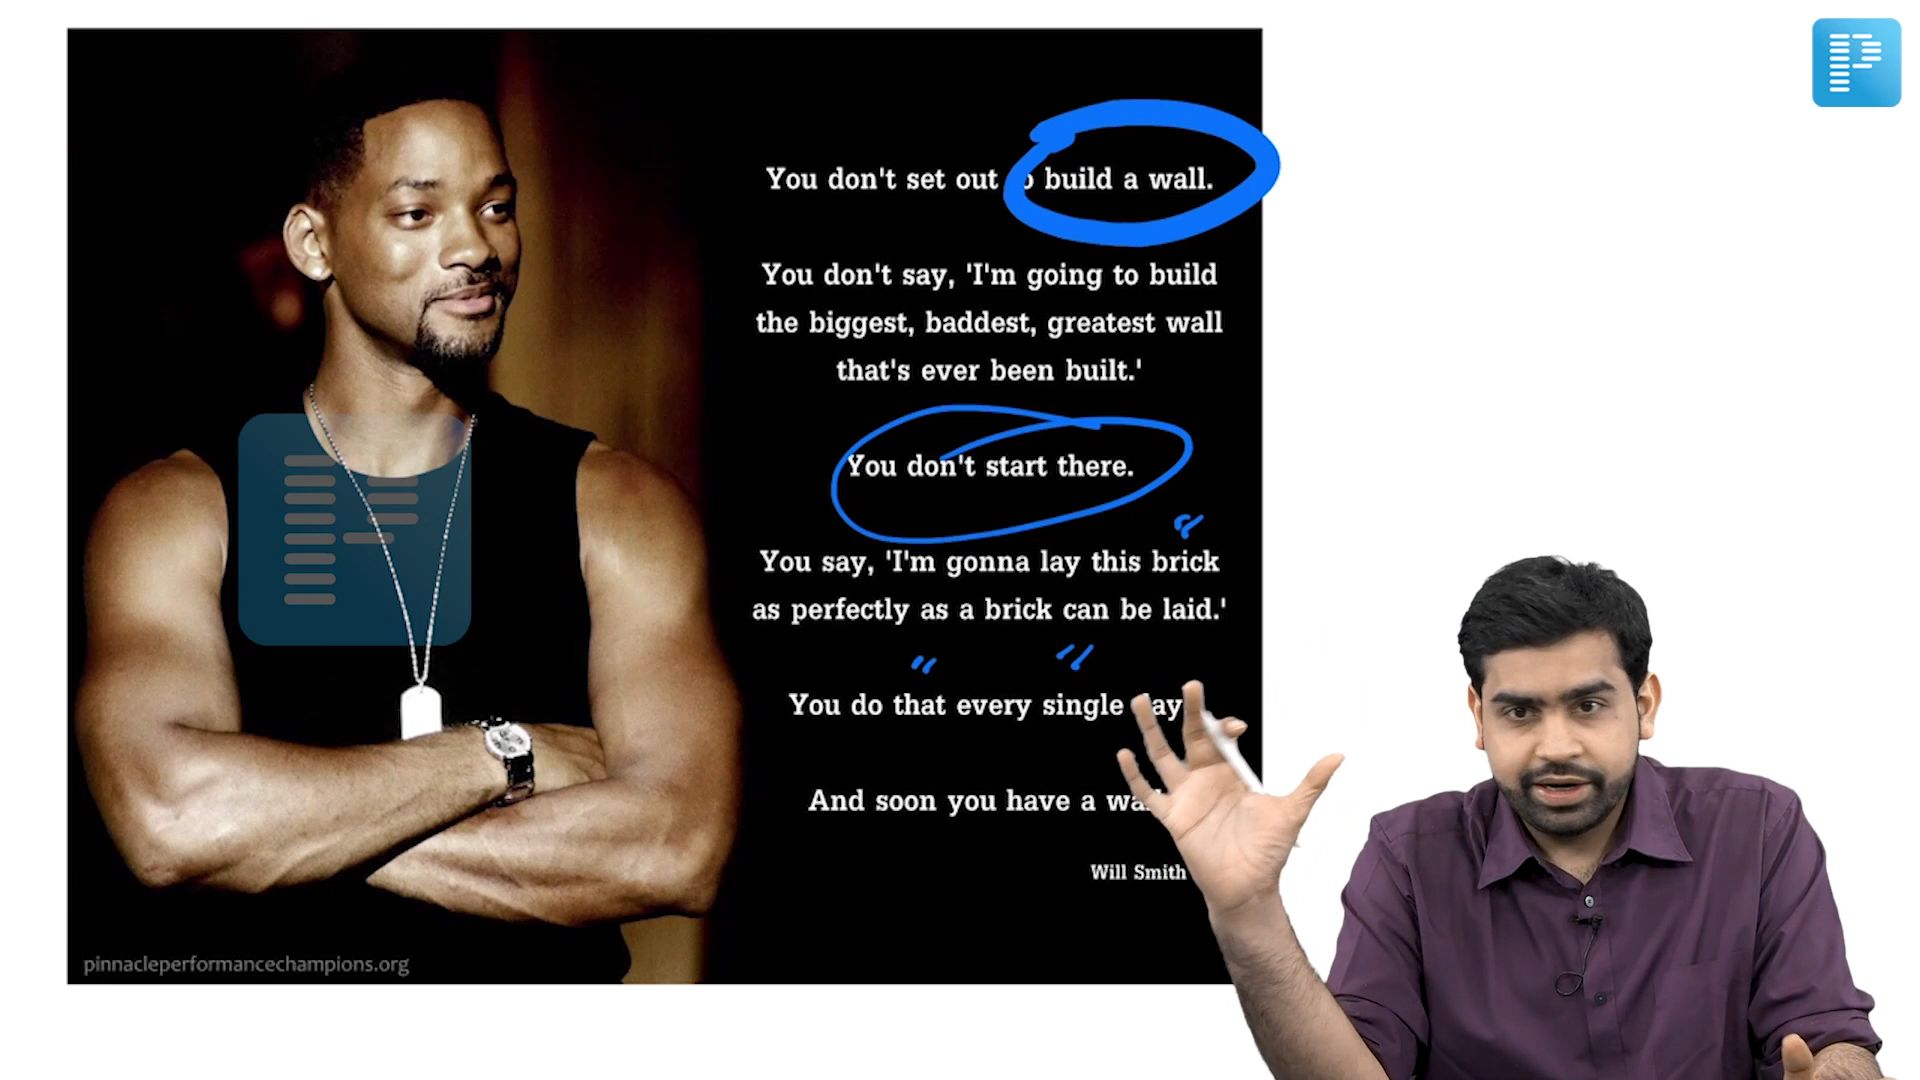 You don't set out build a wall.
You don't say, 'I'm going to build
the biggest, baddest, greatest wall
that's ever been built.'
You don't start there.
You say, 'I'm gonna lay this brick
as perfectly as a brick can be laid.'
You do that every single
And soon you have a
Will Smith
pinnacleperformancechampions.org